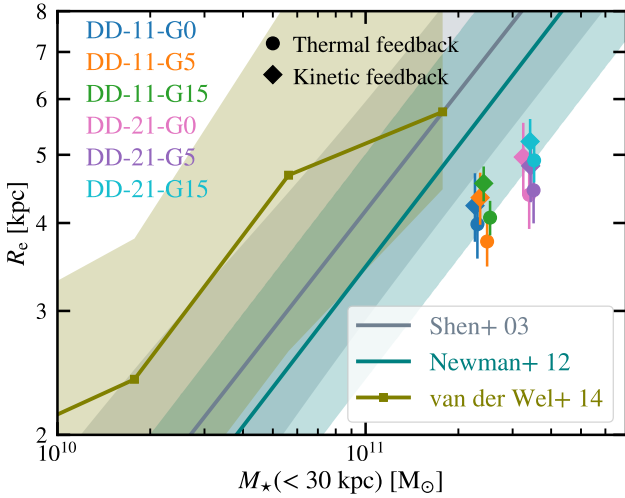 8
7
6
5
4
3
2
R_e [kpc]
DD-11-G0
DD-11-G5
DD-11-G15
DD-21-G0
DD-21-G5
DD-21-G15
Thermal feedback
Kinetic feedback
Shen+ 03
Newman+ 12
van der Wel+ 14
10^10
10^11
M_⋆(< 30 kpc) [M_⊙]